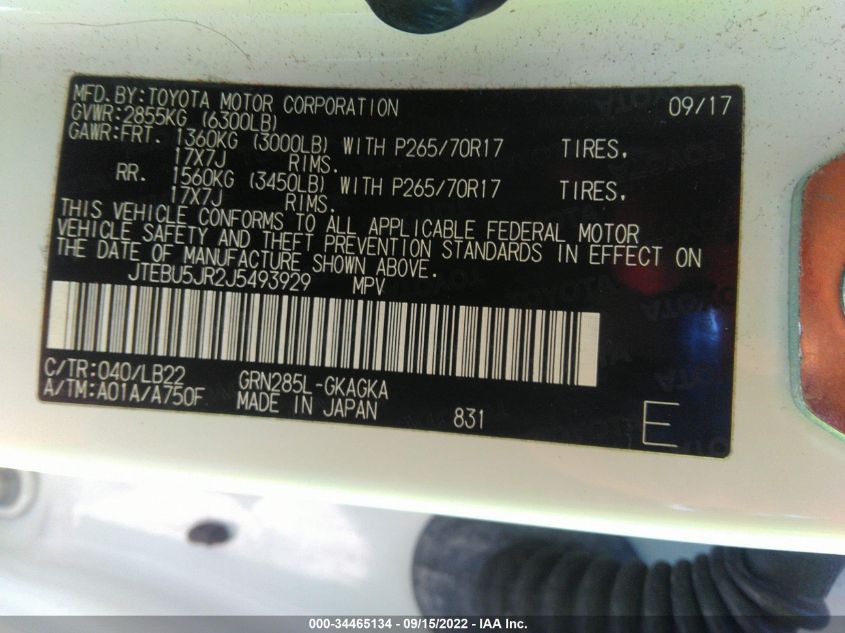 MFD.BY:TOYOTA MOTOR CORPORATION 09/17
GVWR:2855KG (6300LB)
GAWR:FRT. 1360KG (3000LB) WITH P265/70R17 TIRES,
17X7J RIMS.
RR. 1560KG (3450LB) WITH P265/70R17 TIRES,
17X7J RIMS.
THIS VEHICLE CONFORMS TO ALL APPLICABLE FEDERAL MOTOR
VEHICLE SAFETY AND THEFT PREVENTION STANDARDS IN EFFECT ON
THE DATE OF MANUFACTURE SHOWN ABOVE.
JTEBU5JR2J5493929 MPV
C/TR:040/LB22 GRN285L-GKAGKA
A/TM:A01A/A750F MADE IN JAPAN 831 E
000-34465134 - 09/15/2022 - IAA Inc.